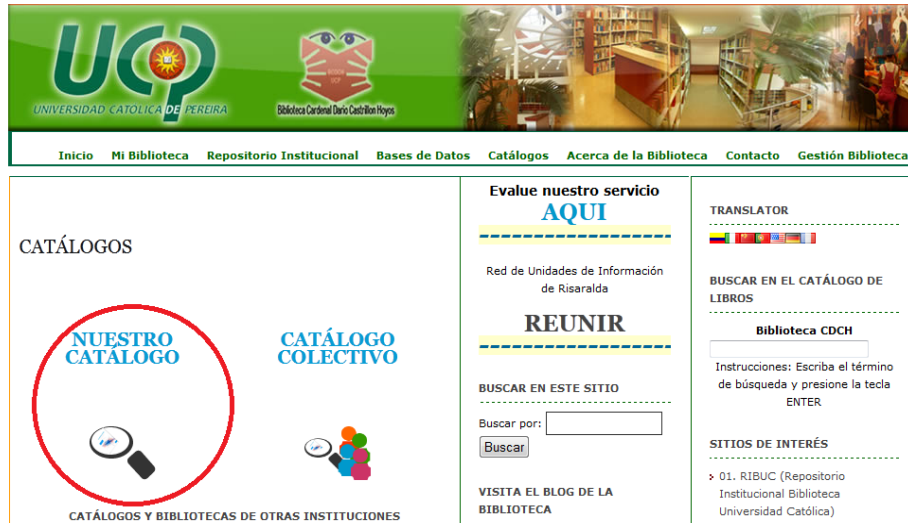 UCP
UNIVERSIDAD CATÓLICA DE PEREIRA
Biblioteca Cardenal Dario Castrillon Hoyos
Inicio Mi Biblioteca Repositorio Institucional Bases de Datos Catálogos Acerca de la Biblioteca Contacto Gestión Biblioteca
CATÁLOGOS
NUESTRO
CATÁLOGO
CATÁLOGO
COLECTIVO
CATÁLOGOS Y BIBLIOTECAS DE OTRAS INSTITUCIONES
Evalue nuestro servicio
AQUI
Red de Unidades de Información
de Risaralda
REUNIR
BUSCAR EN ESTE SITIO
Buscar por:
Buscar
VISITA EL BLOG DE LA
BIBLIOTECA
TRANSLATOR
BUSCAR EN EL CATÁLOGO DE
LIBROS
Biblioteca CDCH
Instrucciones: Escriba el término
de búsqueda y presione la tecla
ENTER
SITIOS DE INTERÉS
01. RIBUC (Repositorio
Institucional Biblioteca
Universidad Católica)